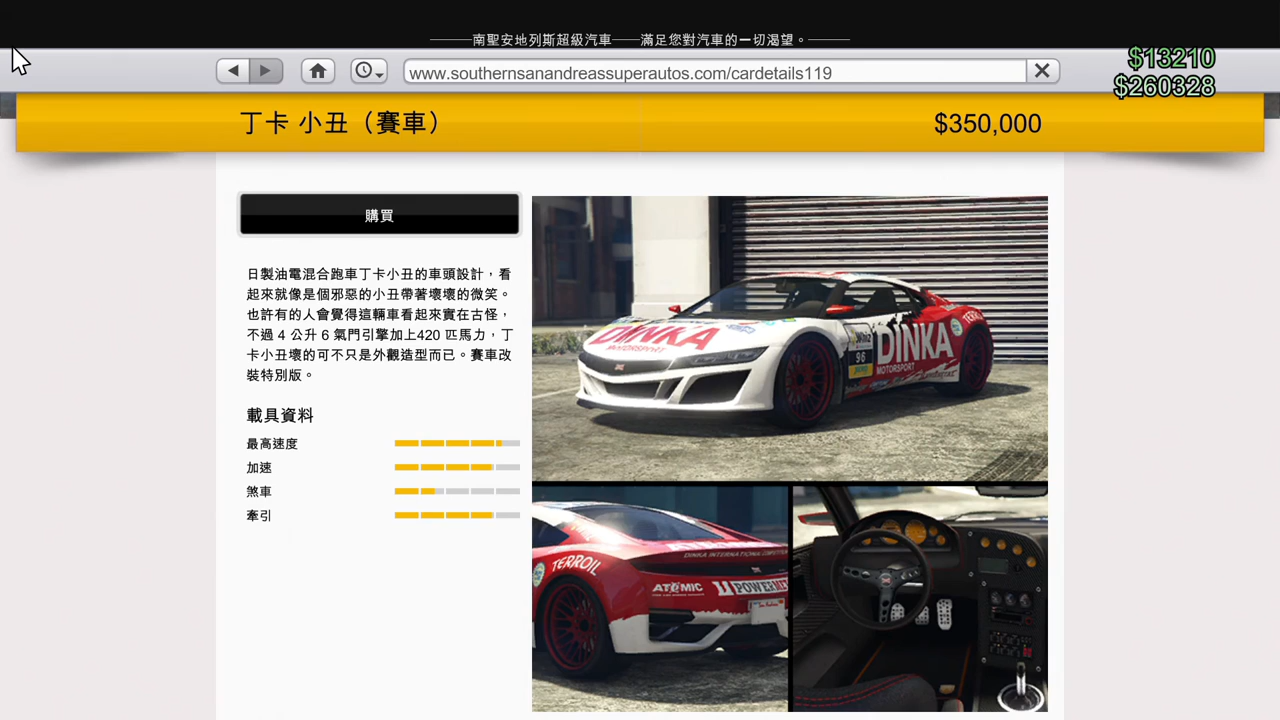 南聖安地列斯超級汽車——滿足您對汽車的一切渴望。
www.southernsanandreassuperautos.com/cardetails119
$13210
$260328
丁卡 小丑（賽車）
$350,000
購買
日製油電混合跑車丁卡小丑的車頭設計，看
起來就像是個邪惡的小丑帶著壞壞的微笑。
也許有的人會覺得這輛車看起來實在古怪，
不過 4 公升 6 氣門引擎加上420 匹馬力，丁
卡小丑壞的可不只是外觀造型而已。賽車改
裝特別版。
載具資料
最高速度
加速
煞車
牽引
DINKA
MOTORSPORT
96
DINKA
MOTORSPORT
TERROIL
DINKA INTERNATIONAL
ATOMIC